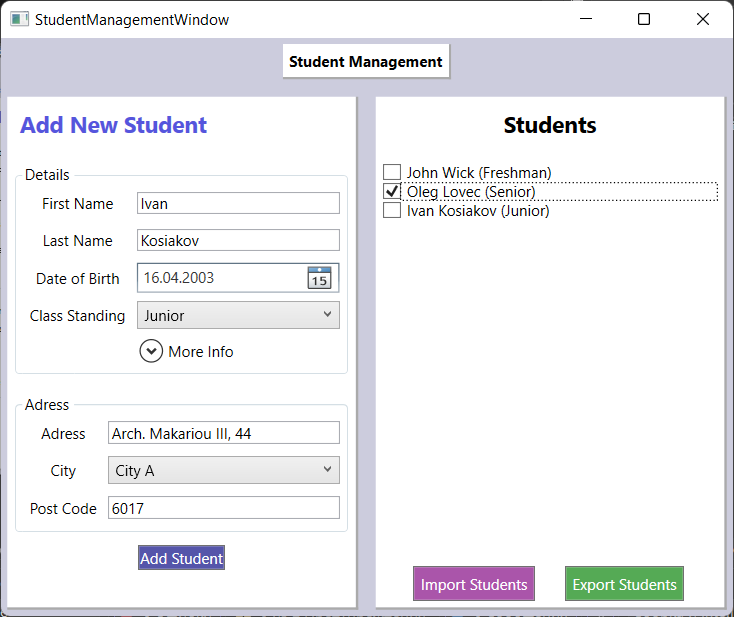 StudentManagementWindow
Student Management
Add New Student
Details
First Name Ivan
Last Name Kosiakov
Date of Birth 16.04.2003 15
Class Standing Junior
More Info
Adress
Adress Arch. Makariou III, 44
City City A
Post Code 6017
Add Student
Students
John Wick (Freshman)
Oleg Lovec (Senior)
Ivan Kosiakov (Junior)
Import Students Export Students